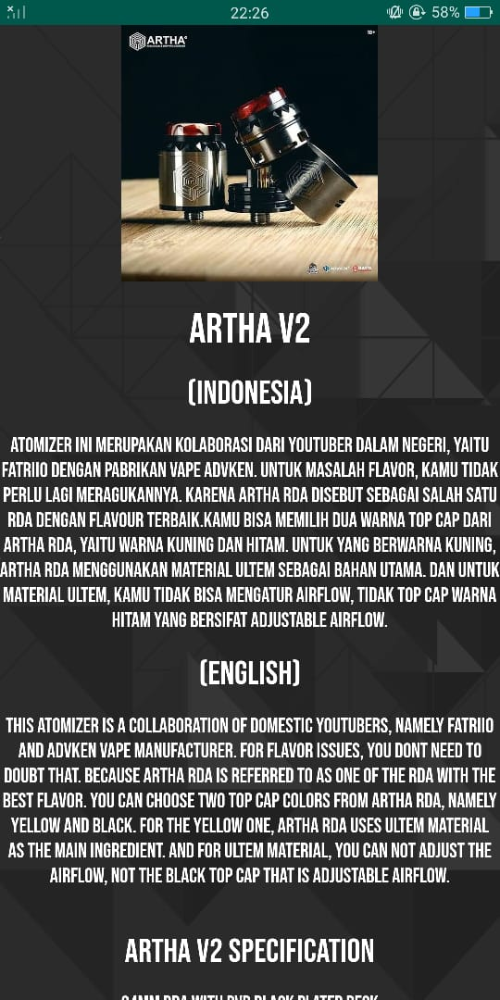 22:26
58%
ARTHA
18+
ARTHA V2
(INDONESIA)
ATOMIZER INI MERUPAKAN KOLABORASI DARI YOUTUBER DALAM NEGERI, YAITU
FATRIIO DENGAN PABRIKAN VAPE ADVKEN. UNTUK MASALAH FLAVOR, KAMU TIDAK
PERLU LAGI MERAGUKANNYA. KARENA ARTHA RDA DISEBUT SEBAGAI SALAH SATU
RDA DENGAN FLAVOUR TERBAIK.KAMU BISA MEMILIH DUA WARNA TOP CAP DARI
ARTHA RDA, YAITU WARNA KUNING DAN HITAM. UNTUK YANG BERWARNA KUNING,
ARTHA RDA MENGGUNAKAN MATERIAL ULTEM SEBAGAI BAHAN UTAMA. DAN UNTUK
MATERIAL ULTEM, KAMU TIDAK BISA MENGATUR AIRFLOW, TIDAK TOP CAP WARNA
HITAM YANG BERSIFAT ADJUSTABLE AIRFLOW.
(ENGLISH)
THIS ATOMIZER IS A COLLABORATION OF DOMESTIC YOUTUBERS, NAMELY FATRIIO
AND ADVKEN VAPE MANUFACTURER. FOR FLAVOR ISSUES, YOU DONT NEED TO
DOUBT THAT. BECAUSE ARTHA RDA IS REFERRED TO AS ONE OF THE RDA WITH THE
BEST FLAVOR. YOU CAN CHOOSE TWO TOP CAP COLORS FROM ARTHA RDA, NAMELY
YELLOW AND BLACK. FOR THE YELLOW ONE, ARTHA RDA USES ULTEM MATERIAL
AS THE MAIN INGREDIENT. AND FOR ULTEM MATERIAL, YOU CAN NOT ADJUST THE
AIRFLOW, NOT THE BLACK TOP CAP THAT IS ADJUSTABLE AIRFLOW.
ARTHA V2 SPECIFICATION
24MM RDA WITH PVD BLACK PLATED DECK